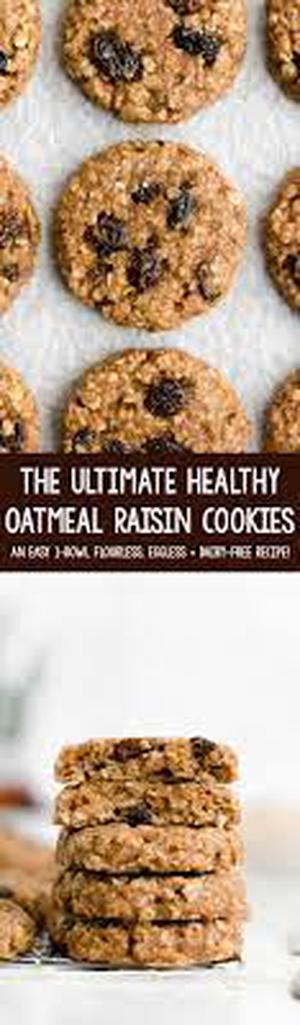 THE ULTIMATE HEALTHY
OATMEAL RAISIN COOKIES
AN EASY 1-BOWL, FLOURLESS, EGGLESS + DAIRY-FREE RECIPE!